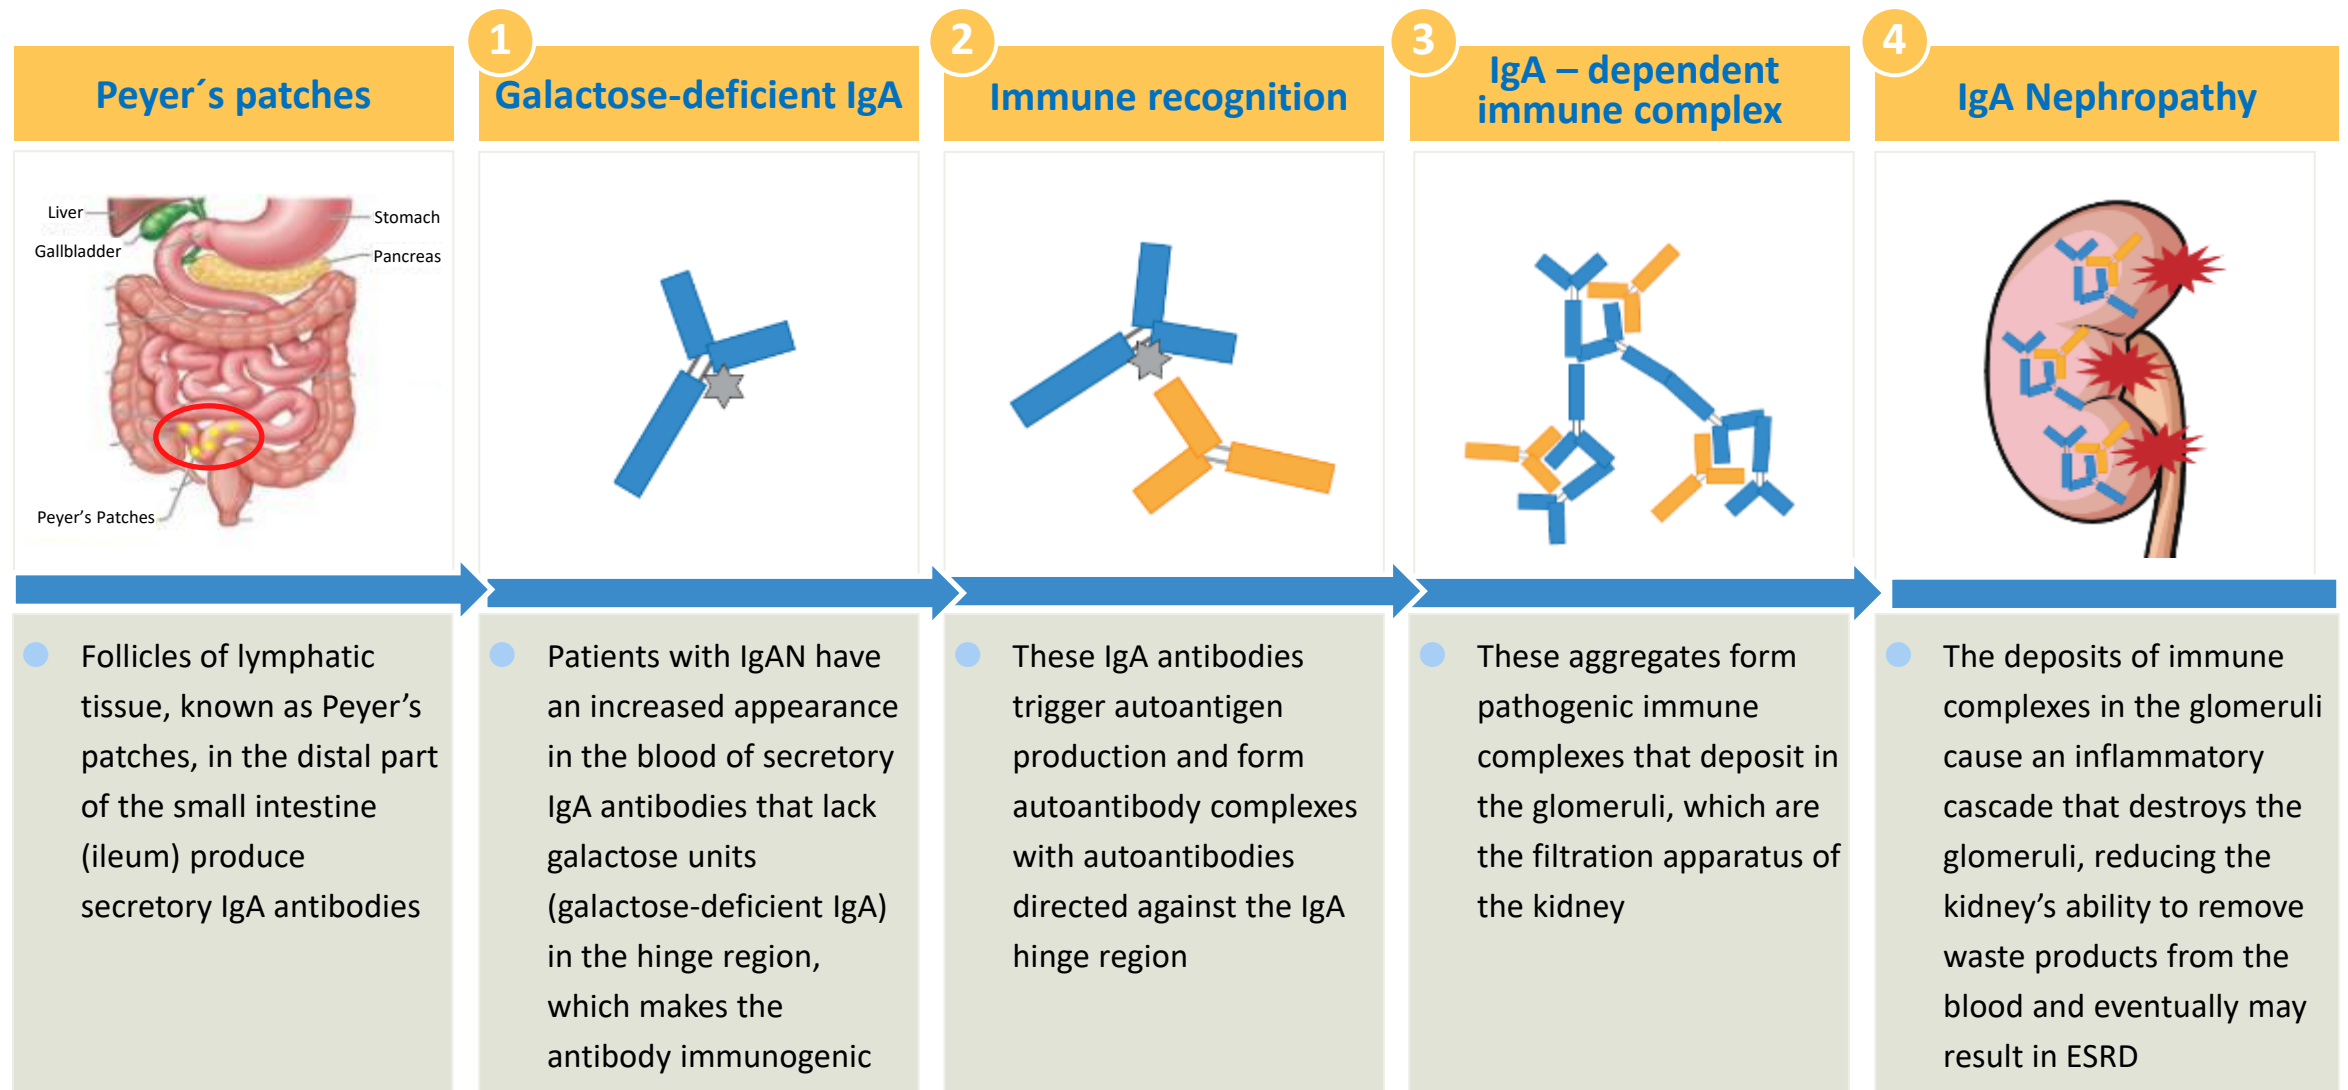 Peyer´s patches
Liver
Gallbladder
Stomach
Pancreas
Peyer’s Patches
Follicles of lymphatic
tissue, known as Peyer’s
patches, in the distal part
of the small intestine
(ileum) produce
secretory IgA antibodies
1
Galactose-deficient IgA
Patients with IgAN have
an increased appearance
in the blood of secretory
IgA antibodies that lack
galactose units
(galactose-deficient IgA)
in the hinge region,
which makes the
antibody immunogenic
2
Immune recognition
These IgA antibodies
trigger autoantigen
production and form
autoantibody complexes
with autoantibodies
directed against the IgA
hinge region
3
IgA – dependent
immune complex
These aggregates form
pathogenic immune
complexes that deposit in
the glomeruli, which are
the filtration apparatus of
the kidney
4
IgA Nephropathy
The deposits of immune
complexes in the glomeruli
cause an inflammatory
cascade that destroys the
glomeruli, reducing the
kidney’s ability to remove
waste products from the
blood and eventually may
result in ESRD